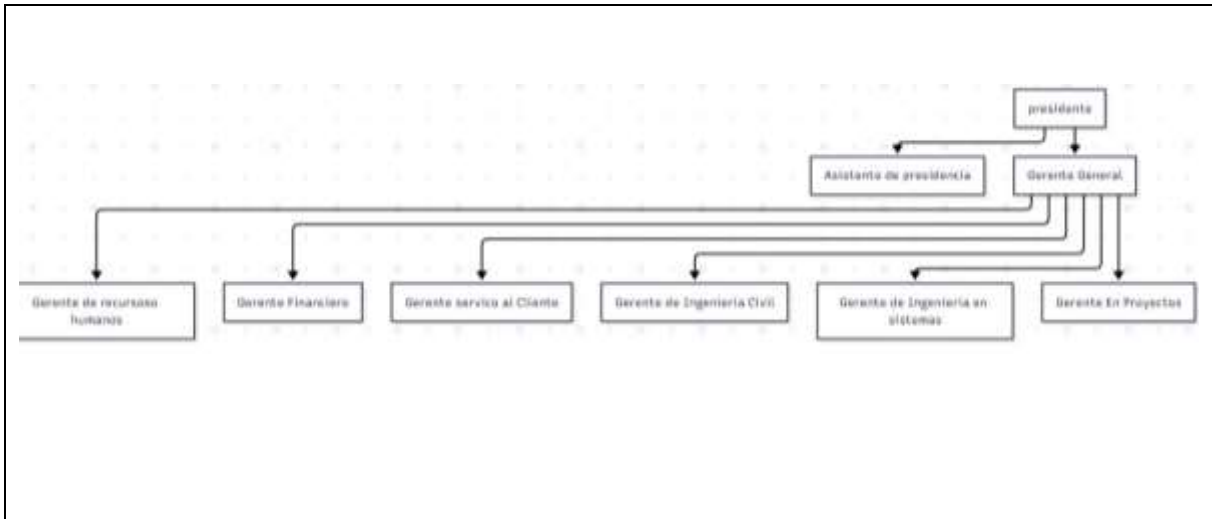 presidente
Asistente de presidencia
Gerente General
Gerente de recursoso
humanos
Gerente Financiero
Gerente servico al Cliente
Gerente de Ingenieria Civil
Gerente de Ingenieria en
sistemas
Gerente En Proyectos